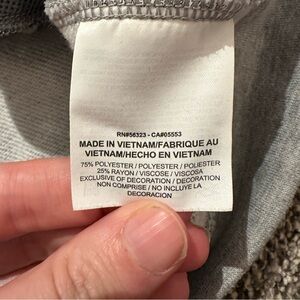 RN#56323 - CA#05553
MADE IN VIETNAM/FABRIQUE AU
VIETNAM/HECHO EN VIETNAM
75% POLYESTER / POLYESTER / POLIESTER
25% RAYON / VISCOSE / VISCOSA
EXCLUSIVE OF DECORATION / DECORATION
NON COMPRISE / NO INCLUYE LA
DECORACION